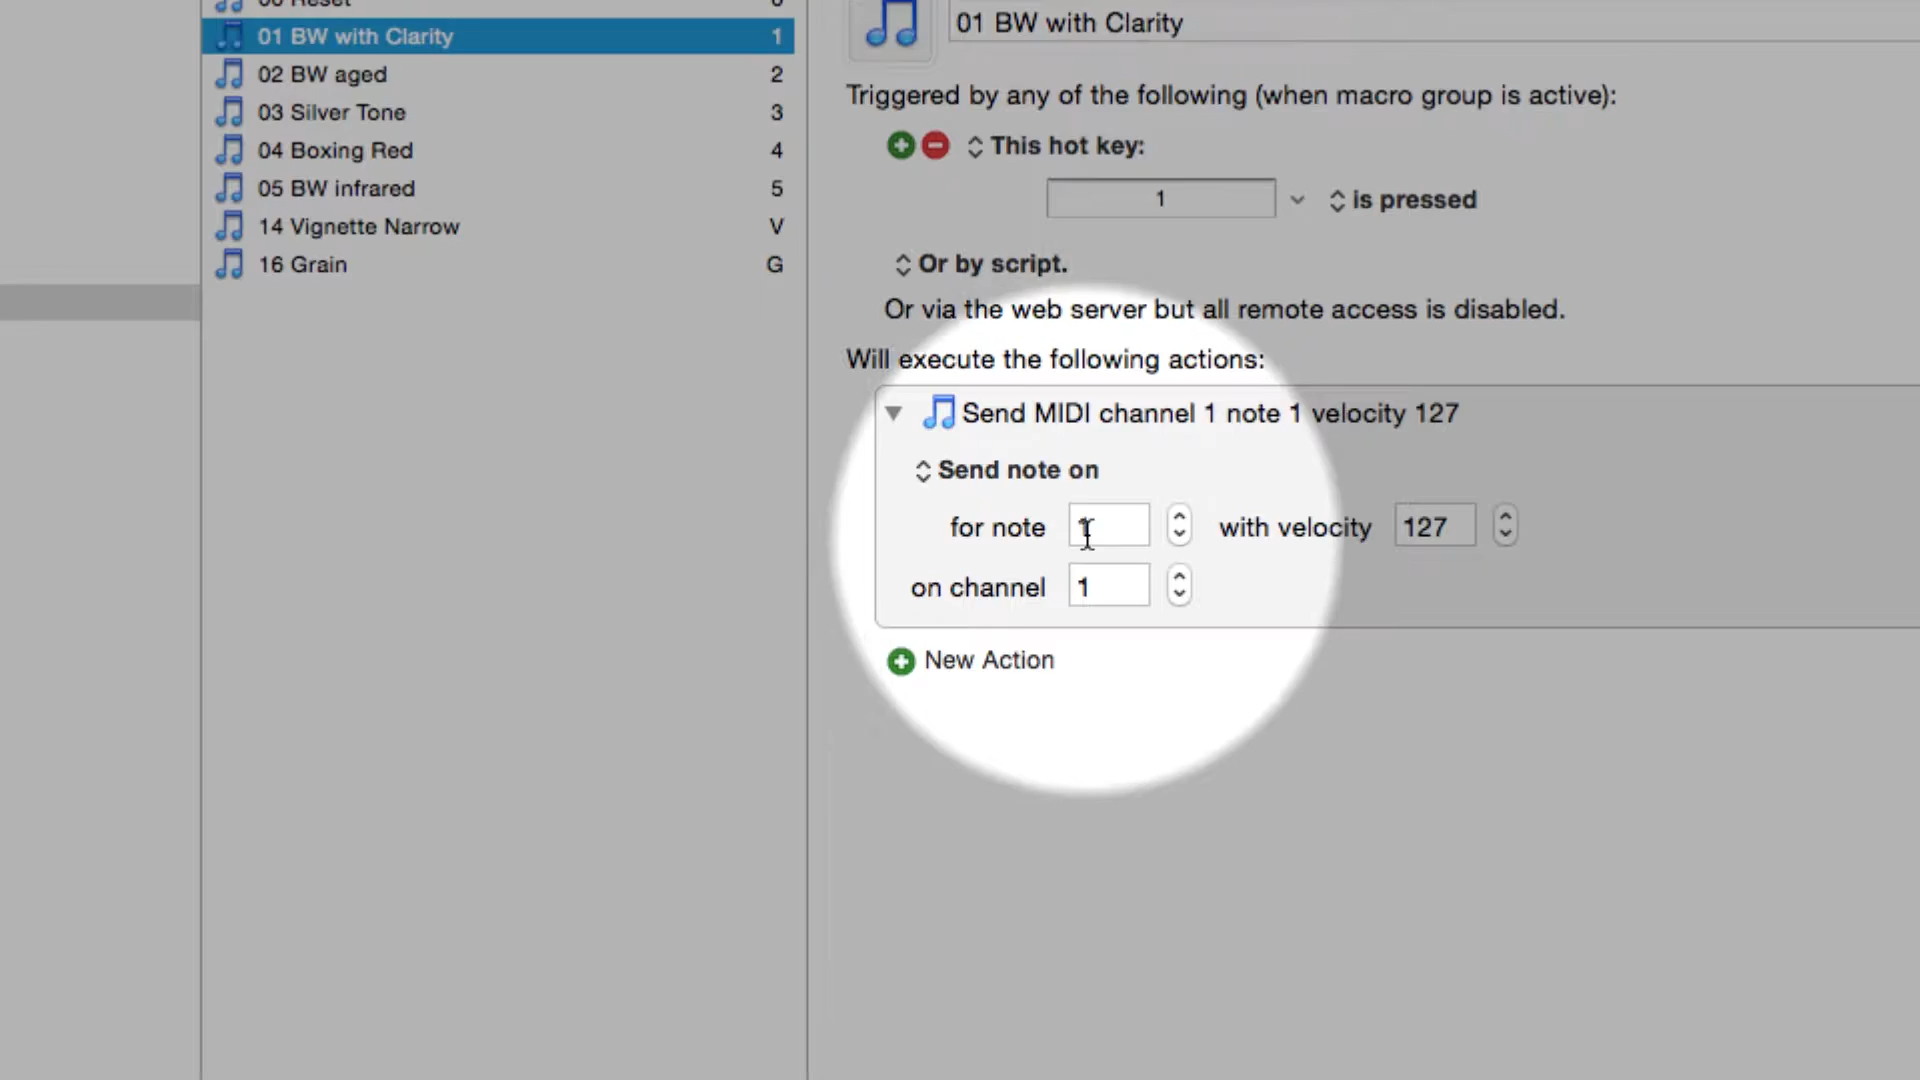 00 Reset 0
01 BW with Clarity 1
02 BW aged 2
03 Silver Tone 3
04 Boxing Red 4
05 BW infrared 5
14 Vignette Narrow V
16 Grain G
01 BW with Clarity
Triggered by any of the following (when macro group is active):
This hot key:
1 is pressed
Or by script.
Or via the web server but all remote access is disabled.
Will execute the following actions:
Send MIDI channel 1 note 1 velocity 127
Send note on
for note 1 with velocity 127
on channel 1
New Action